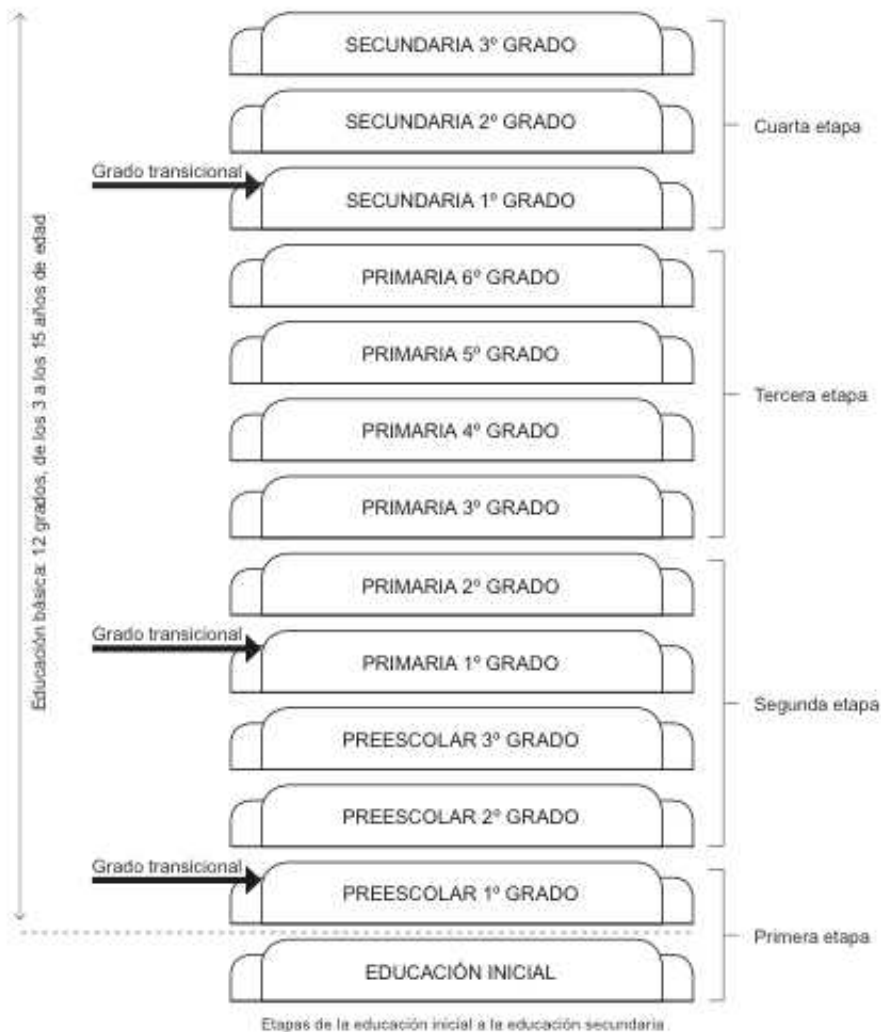 SECUNDARIA 3º GRADO
SECUNDARIA 2º GRADO
Cuarta etapa
Grado transicional
SECUNDARIA 1º GRADO
PRIMARIA 6º GRADO
PRIMARIA 5º GRADO
Tercera etapa
PRIMARIA 4º GRADO
PRIMARIA 3º GRADO
PRIMARIA 2º GRADO
Grado transicional
PRIMARIA 1º GRADO
Segunda etapa
PREESCOLAR 3º GRADO
PREESCOLAR 2º GRADO
Grado transicional
PREESCOLAR 1º GRADO
Primera etapa
EDUCACIÓN INICIAL
Educación básica: 12 grados, de los 3 a los 15 años de edad
Etapas de la educación inicial a la educación secundaria